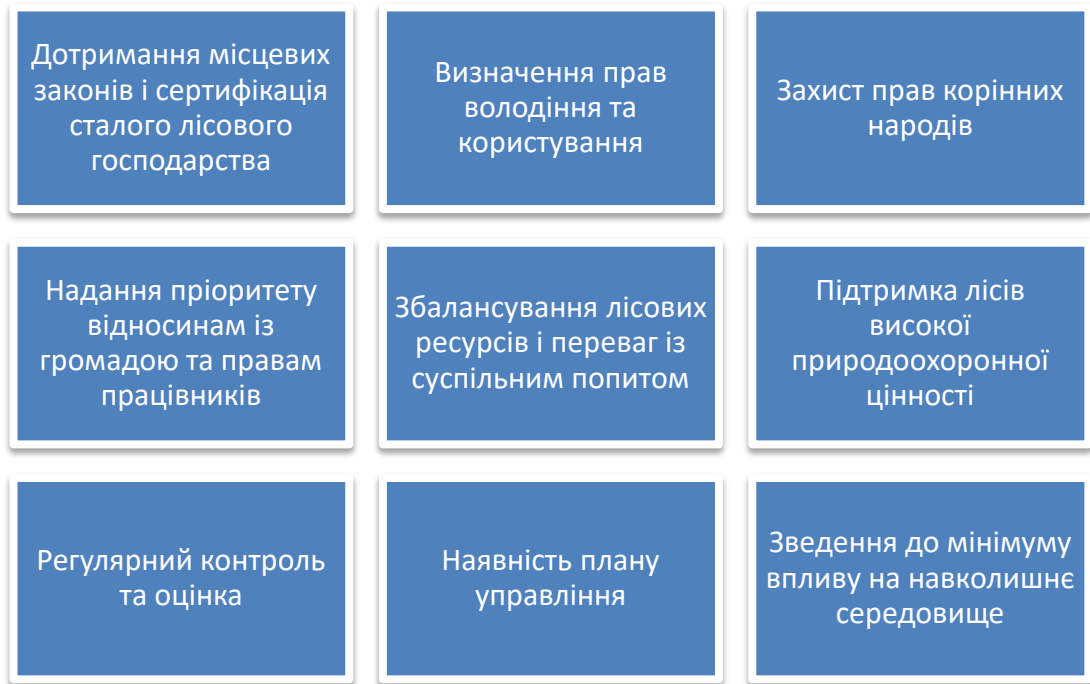 Дотримання місцевих
законів і сертифікація
сталого лісового
господарства
Визначення прав
володіння та
користування
Захист прав корінних
народів
Надання пріоритету
відносинам із
громадою та правам
працівників
Збалансування лісових
ресурсів і переваг із
суспільним попитом
Підтримка лісів
високої
природоохоронної
цінності
Регулярний контроль
та оцінка
Наявність плану
управління
Зведення до мінімуму
впливу на навколишнє
середовище